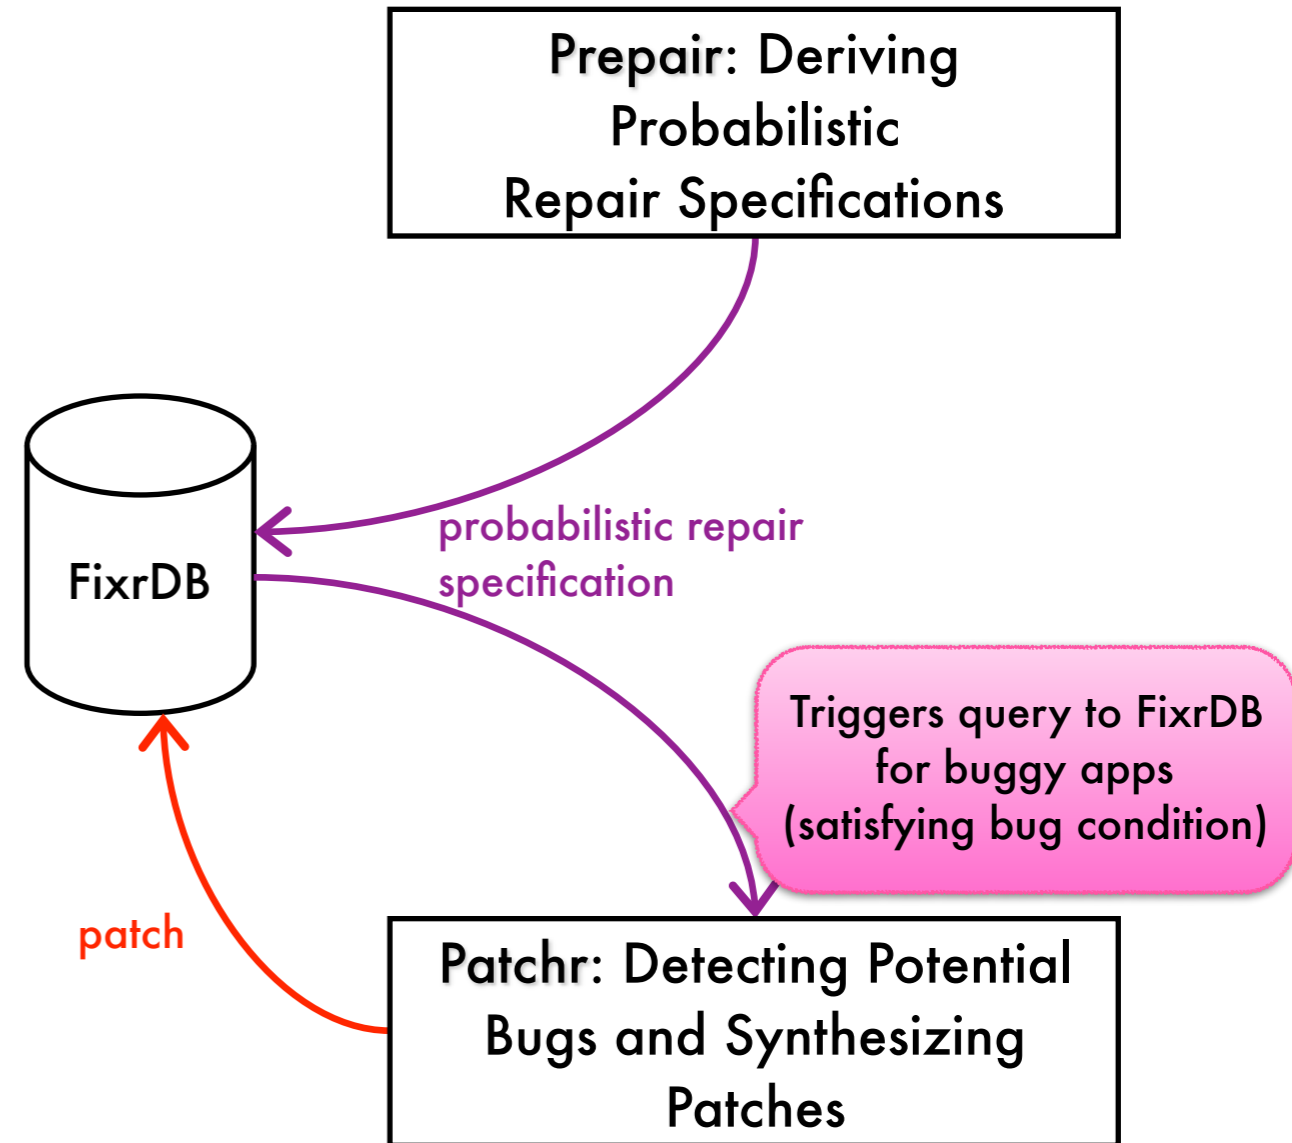 Prepair: Deriving
Probabilistic
Repair Specifications
probabilistic repair
specification
FixrDB
Triggers query to FixrDB
for buggy apps
(satisfying bug condition)
patch
Patchr: Detecting Potential
Bugs and Synthesizing
Patches